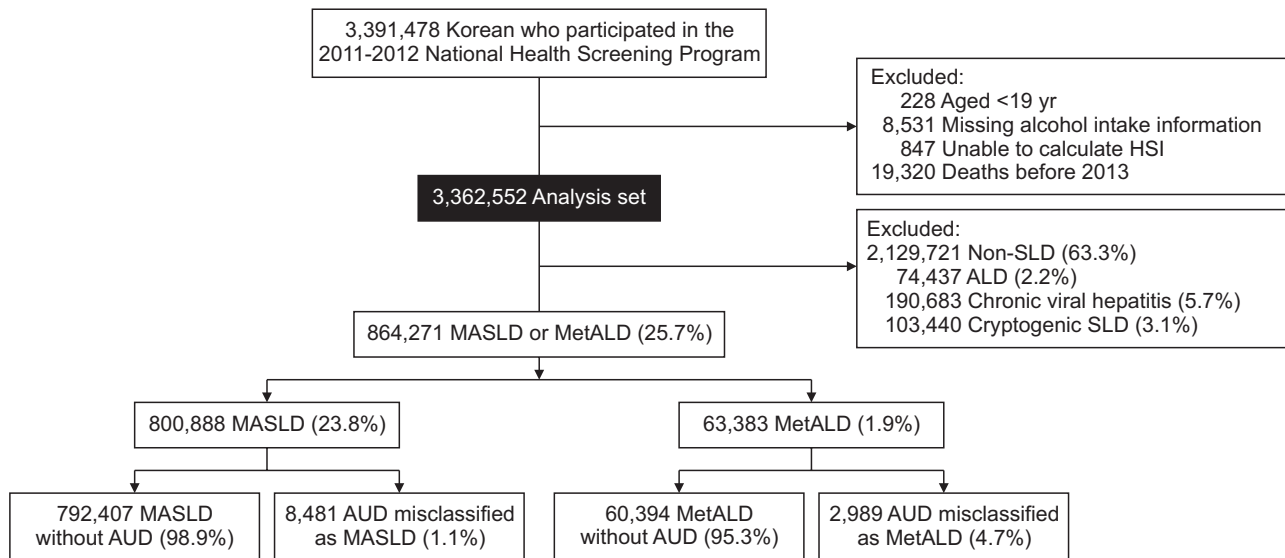 3,391,478 Korean who participated in the
2011-2012 National Health Screening Program
Excluded:
228 Aged <19 yr
8,531 Missing alcohol intake information
847 Unable to calculate HSI
19,320 Deaths before 2013
3,362,552 Analysis set
Excluded:
2,129,721 Non-SLD (63.3%)
74,437 ALD (2.2%)
190,683 Chronic viral hepatitis (5.7%)
103,440 Cryptogenic SLD (3.1%)
864,271 MASLD or MetALD (25.7%)
800,888 MASLD (23.8%)
63,383 MetALD (1.9%)
792,407 MASLD
without AUD (98.9%)
8,481 AUD misclassified
as MASLD (1.1%)
60,394 MetALD
without AUD (95.3%)
2,989 AUD misclassified
as MetALD (4.7%)